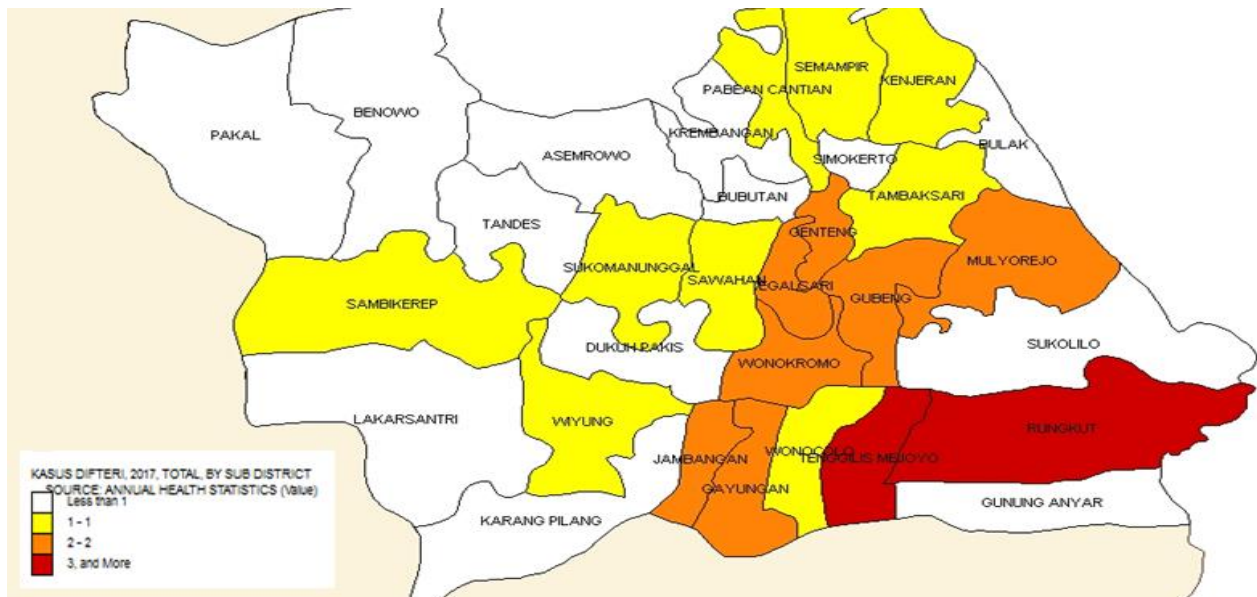 SEMAMPIR
KENJERAN
PABEAN CANTIAN
BENOWO
PAKAL
KREMBANGAN
ASEMROWO
SIMOKERTO
BULAK
BUBUTAN
TAMBAKSARI
TANDES
GENTENG
MULYOREJO
SUKOMANUNGGAL
SAWAHAN
EGALSARI
GUBENG
SAMBIKEREP
DUKUH PAKIS
SUKOLILO
WONOKROMO
LAKARSANTRI
WIYUNG
RUNGKUT
WONOCOLO
JAMBANGAN
TENGGILIS MEJOYO
GAYUNGAN
GUNUNG ANYAR
KARANG PILANG
KASUS DIFTERI, 2017, TOTAL, BY SUB DISTRICT
SOURCE: ANNUAL HEALTH STATISTICS (Value)
Less than 1
1 - 1
2 - 2
3, and More